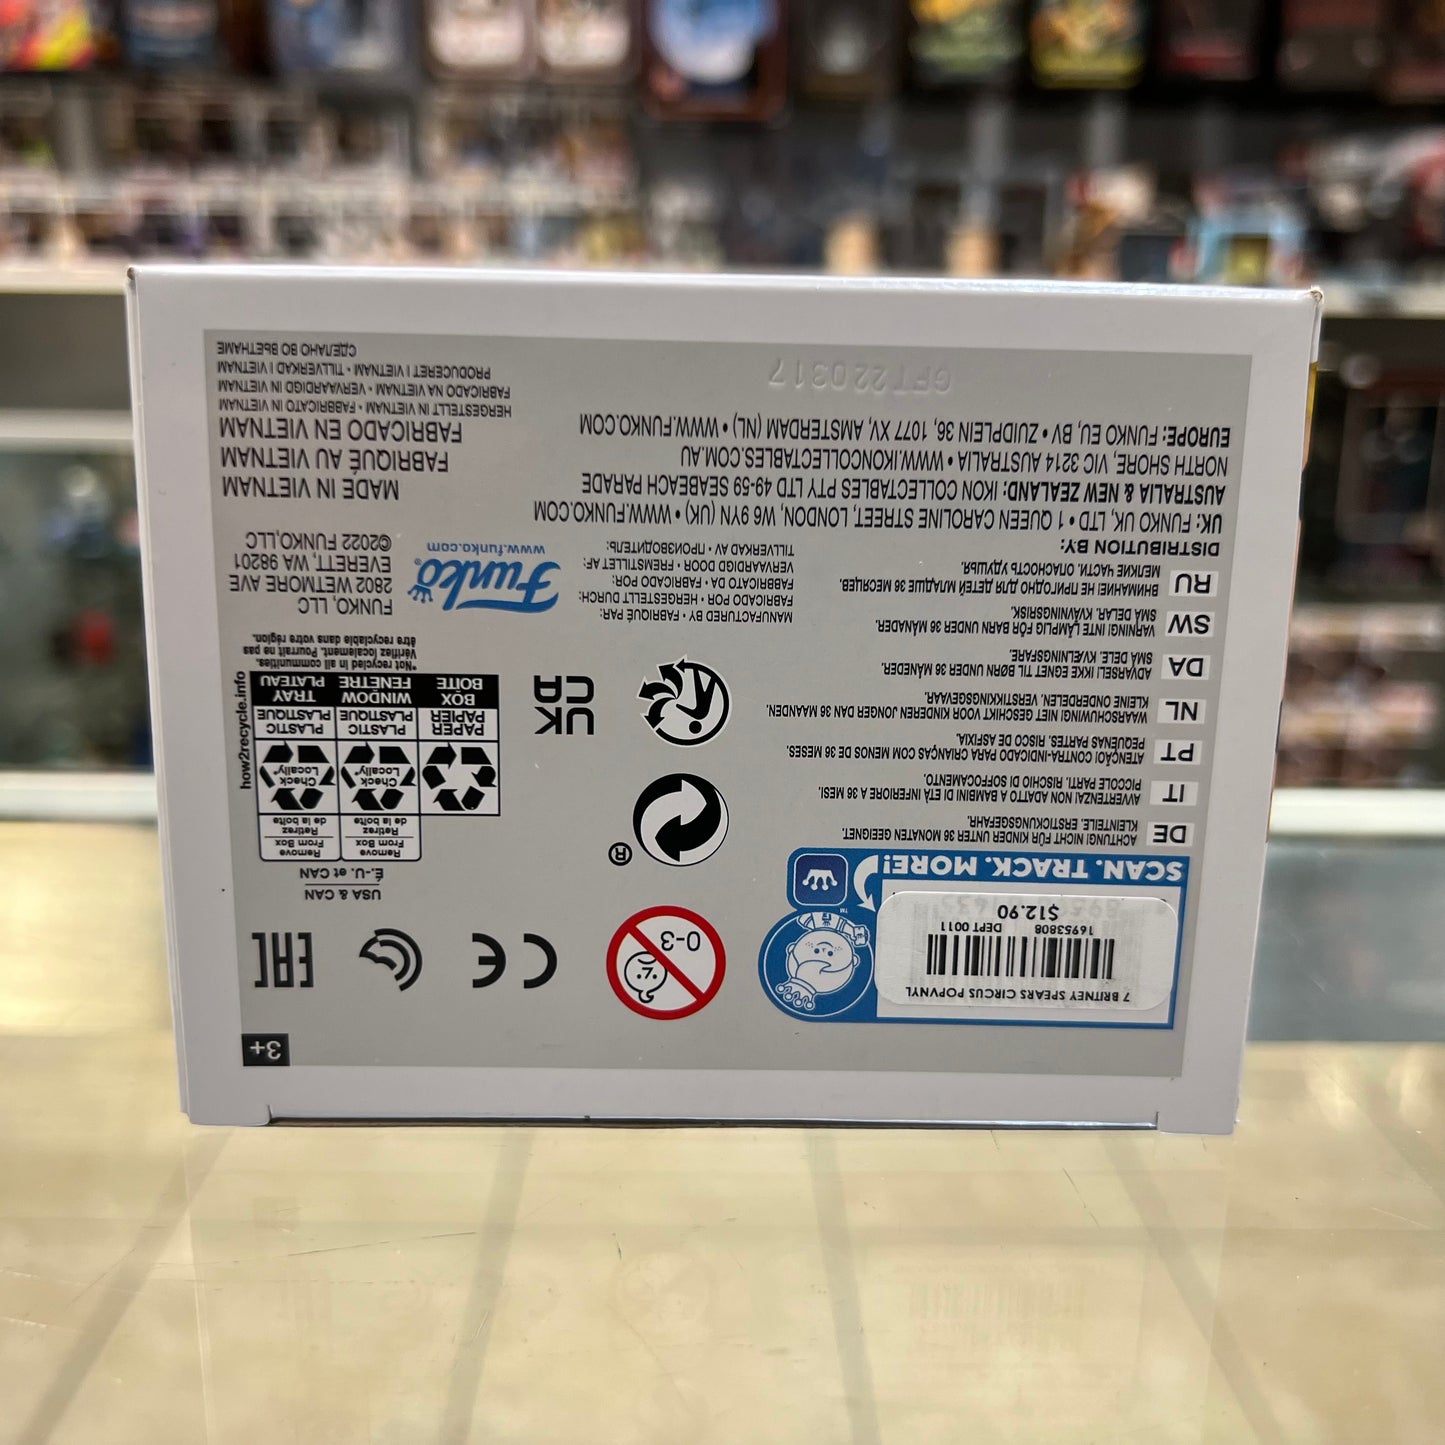 3+
7 BRITNEY SPEARS CIRCUS POPVNYL
16953808 DEPT 0011
$12.90
SCAN. TRACK. MORE!
TM
0-3
CE
EAC
USA & CAN
É.-U. et CAN
Remove From Box
Retirez de la boîte
Remove From Box
Retirez de la boîte
Check Locally*
Check Locally*
PAPER
PAPIER
PLASTIC
PLASTIQUE
PLASTIC
PLASTIQUE
BOX
BOÎTE
WINDOW
FENÊTRE
TRAY
PLATEAU
how2recycle.info
*Not recycled in all communities.
Vérifiez localement. Pourrait ne pas
être recyclable dans votre région.
®
UK
CA
DE
ACHTUNG! NICHT FÜR KINDER UNTER 36 MONATEN GEEIGNET.
KLEINTEILE. ERSTICKUNGSGEFAHR.
IT
AVVERTENZA! NON ADATTO A BAMBINI DI ETÀ INFERIORE A 36 MESI.
PICCOLE PARTI. RISCHIO DI SOFFOCAMENTO.
PT
ATENÇÃO! CONTRA-INDICADO PARA CRIANÇAS COM MENOS DE 36 MESES.
PEQUENAS PARTES. RISCO DE ASFIXIA.
NL
WAARSCHUWING! NIET GESCHIKT VOOR KINDEREN JONGER DAN 36 MAANDEN.
KLEINE ONDERDELEN. VERSTIKKINGSGEVAAR.
DA
ADVARSEL! IKKE EGNET TIL BØRN UNDER 36 MÅNEDER.
SMÅ DELE. KVÆLNINGSFARE.
SW
VARNING! INTE LÄMPLIG FÖR BARN UNDER 36 MÅNADER.
SMÅ DELAR. KVÄVNINGSRISK.
RU
ВНИМАНИЕ! НЕ ПРИГОДНО ДЛЯ ДЕТЕЙ МЛАДШЕ 36 МЕСЯЦЕВ.
МЕЛКИЕ ЧАСТИ. ОПАСНОСТЬ УДУШЬЯ.
MANUFACTURED BY • FABRIQUÉ PAR:
FABRICADO POR • HERGESTELLT DURCH:
FABBRICATO DA • FABRICADO POR:
VERVAARDIGD DOOR • FREMSTILLET AF:
TILLVERKAD AV • ПРОИЗВОДИТЕЛЬ:
Funko®
www.funko.com
FUNKO, LLC
2802 WETMORE AVE
EVERETT, WA 98201
©2022 FUNKO,LLC
DISTRIBUTION BY:
UK: FUNKO UK, LTD • 1 QUEEN CAROLINE STREET, LONDON, W6 9YN (UK) • WWW.FUNKO.COM
AUSTRALIA & NEW ZEALAND: IKON COLLECTABLES PTY LTD 49-59 SEABEACH PARADE
NORTH SHORE, VIC 3214 AUSTRALIA • WWW.IKONCOLLECTABLES.COM.AU
EUROPE: FUNKO EU, BV • ZUIDPLEIN 36, 1077 XV, AMSTERDAM (NL) • WWW.FUNKO.COM
MADE IN VIETNAM
FABRIQUÉ AU VIETNAM
FABRICADO EN VIETNAM
HERGESTELLT IN VIETNAM • FABBRICATO IN VIETNAM
FABRICADO NA VIETNAM • VERVAARDIGD IN VIETNAM
PRODUCERET I VIETNAM • TILLVERKAD I VIETNAM
СДЕЛАНО ВО ВЬЕТНАМЕ
GFT220317